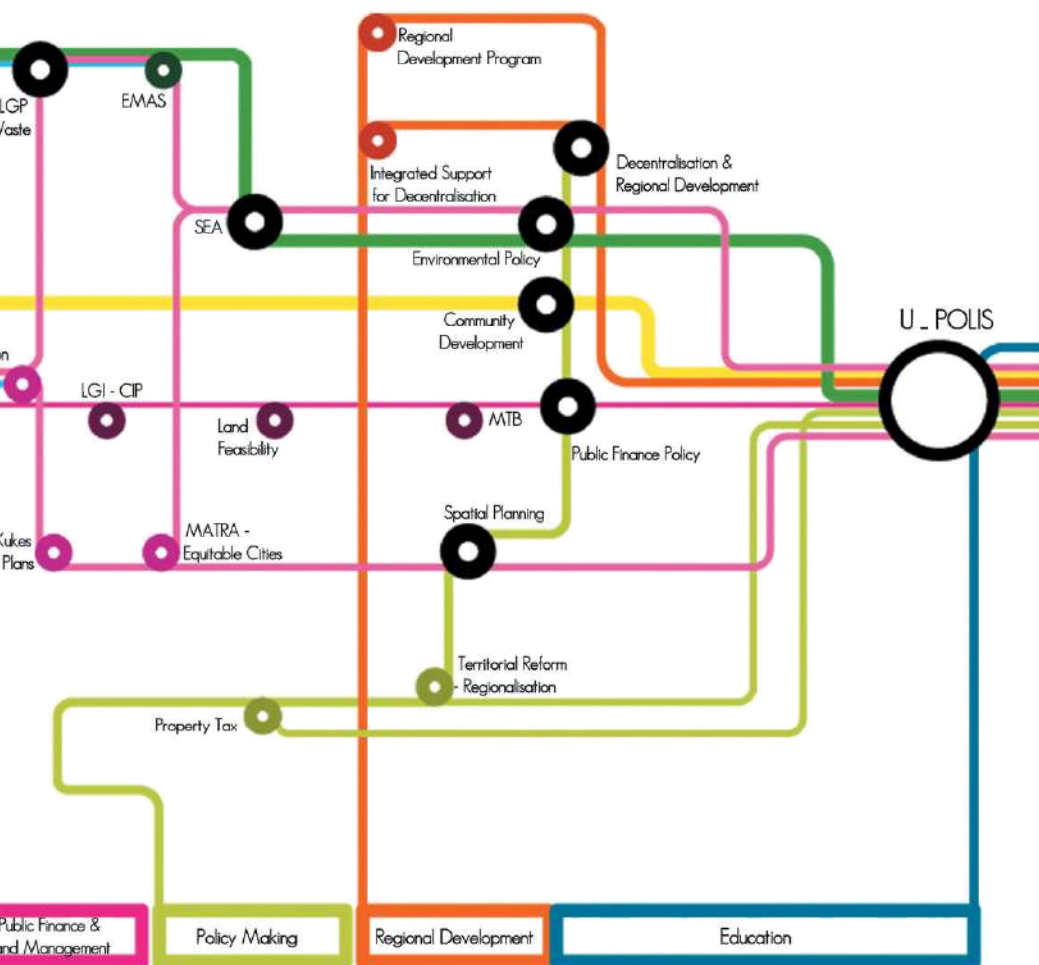 Regional
Development Program
EMAS
LGP
Waste
Integrated Support
for Decentralisation
Decentralisation &
Regional Development
SEA
Environmental Policy
Community
Development
U _ POLIS
LGI - CIP
Land
Feasibility
MTB
Public Finance Policy
Spatial Planning
Kukes
Plans
MATRA -
Equitable Cities
Territorial Reform
- Regionalisation
Property Tax
Public Finance &
and Management
Policy Making
Regional Development
Education